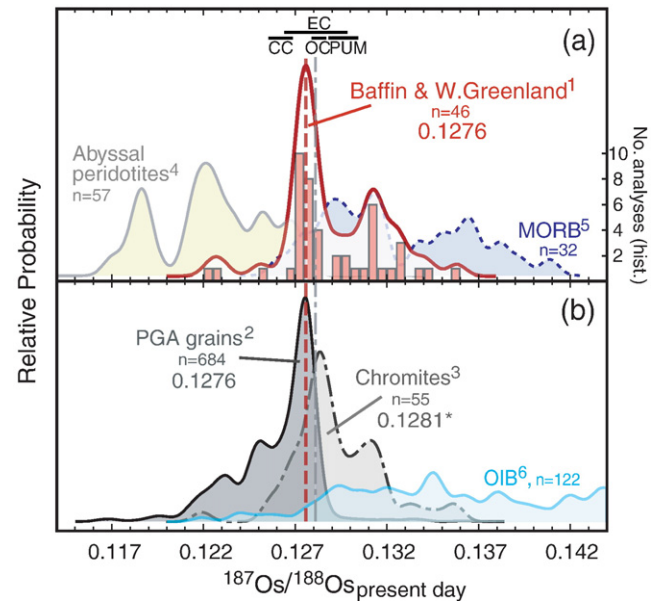 EC
CC OC PUM
(a)
Baffin & W.Greenland¹
n=46
0.1276
Abyssal
peridotites⁴
n=57
MORB⁵
n=32
10
8
6
4
2
No. analyses (hist.)
Relative Probability
(b)
PGA grains²
n=684
0.1276
Chromites³
n=55
0.1281*
OIB⁶, n=122
0.117 0.122 0.127 0.132 0.137 0.142
¹⁸⁷Os/¹⁸⁸Os present day